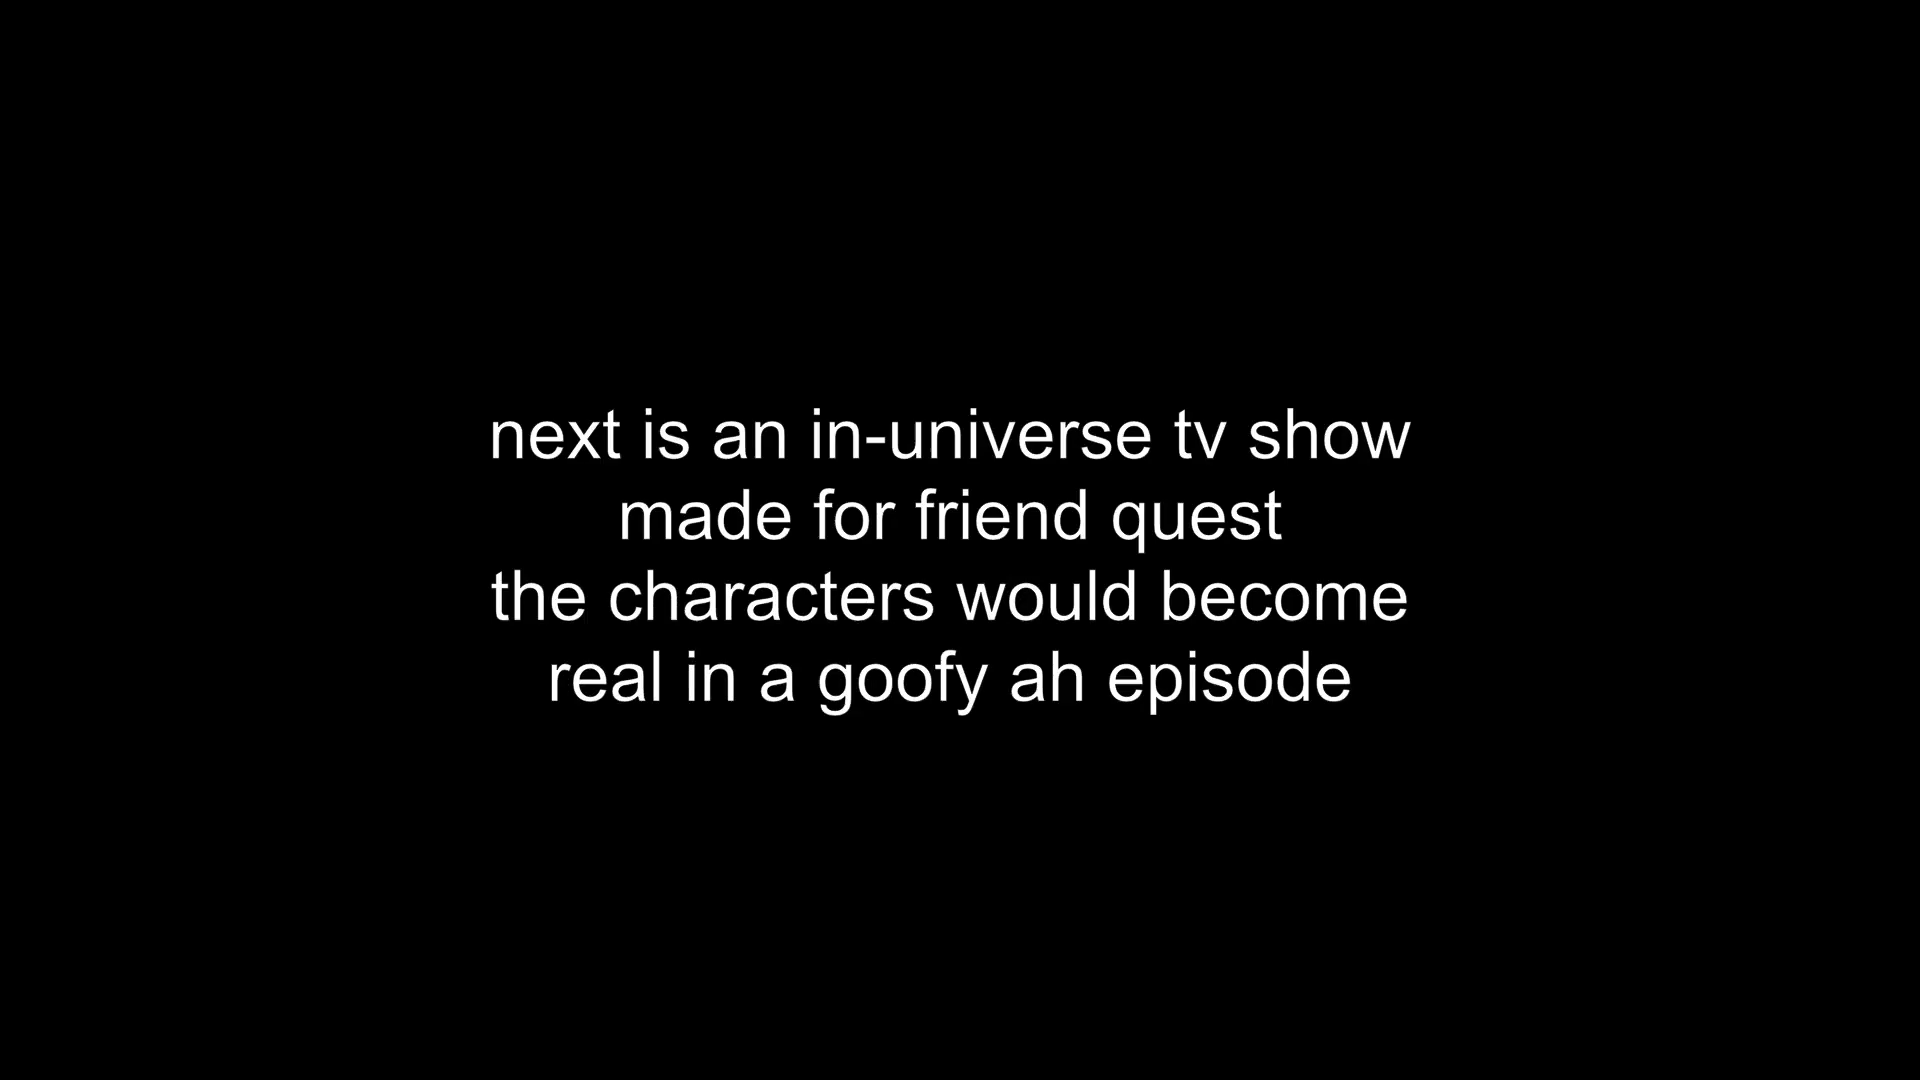 next is an in-universe tv show
made for friend quest
the characters would become
real in a goofy ah episode